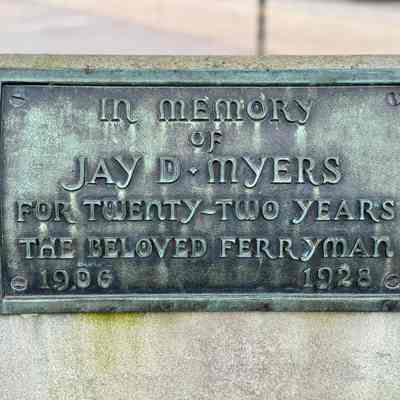 IN MEMORY
OF
JAY D·MYERS
FOR TWENTY-TWO YEARS
THE BELOVED FERRYMAN
1906 1928